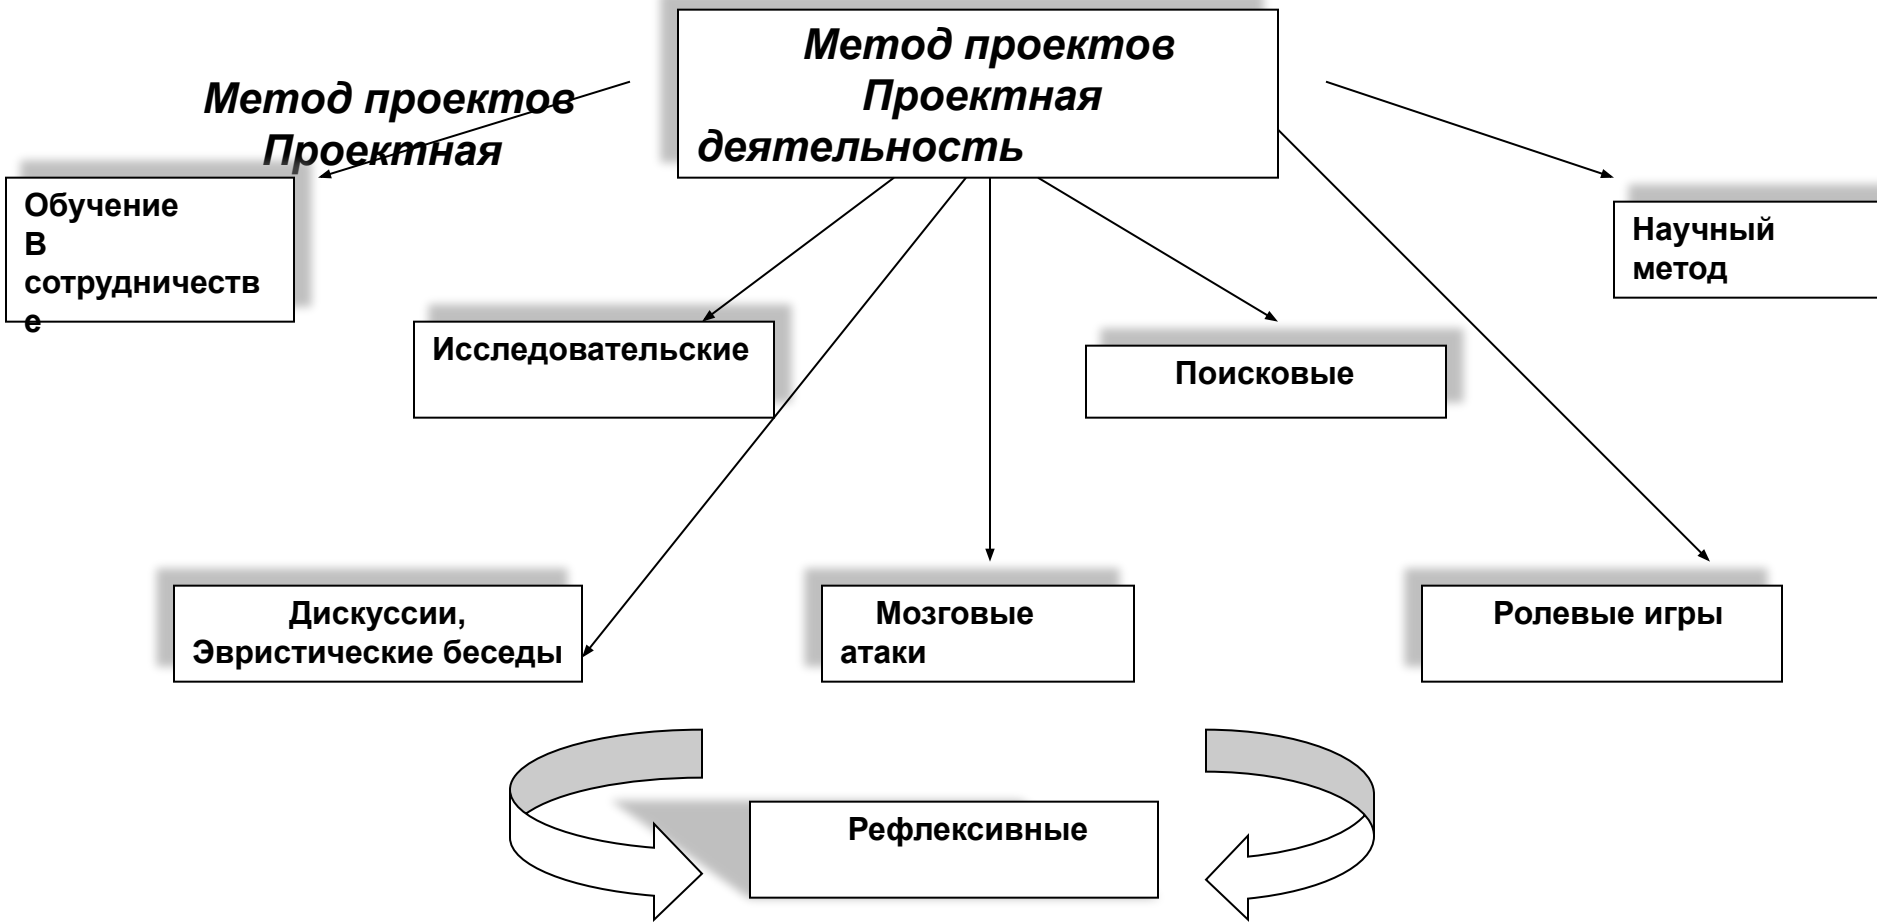 Метод проектов
Проектная
деятельность
Метод проектов
Проектная
Обучение
В
сотрудничеств
е
Научный
метод
Исследовательские
Поисковые
Дискуссии,
Эвристические беседы
Мозговые
атаки
Ролевые игры
Рефлексивные